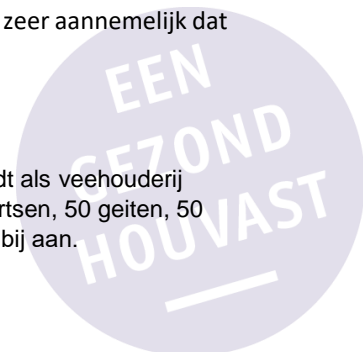 zeer aannemelijk dat
EEN
GEZOND
HOUVAST
dt als veehouderij
rtsen, 50 geiten, 50
bij aan.